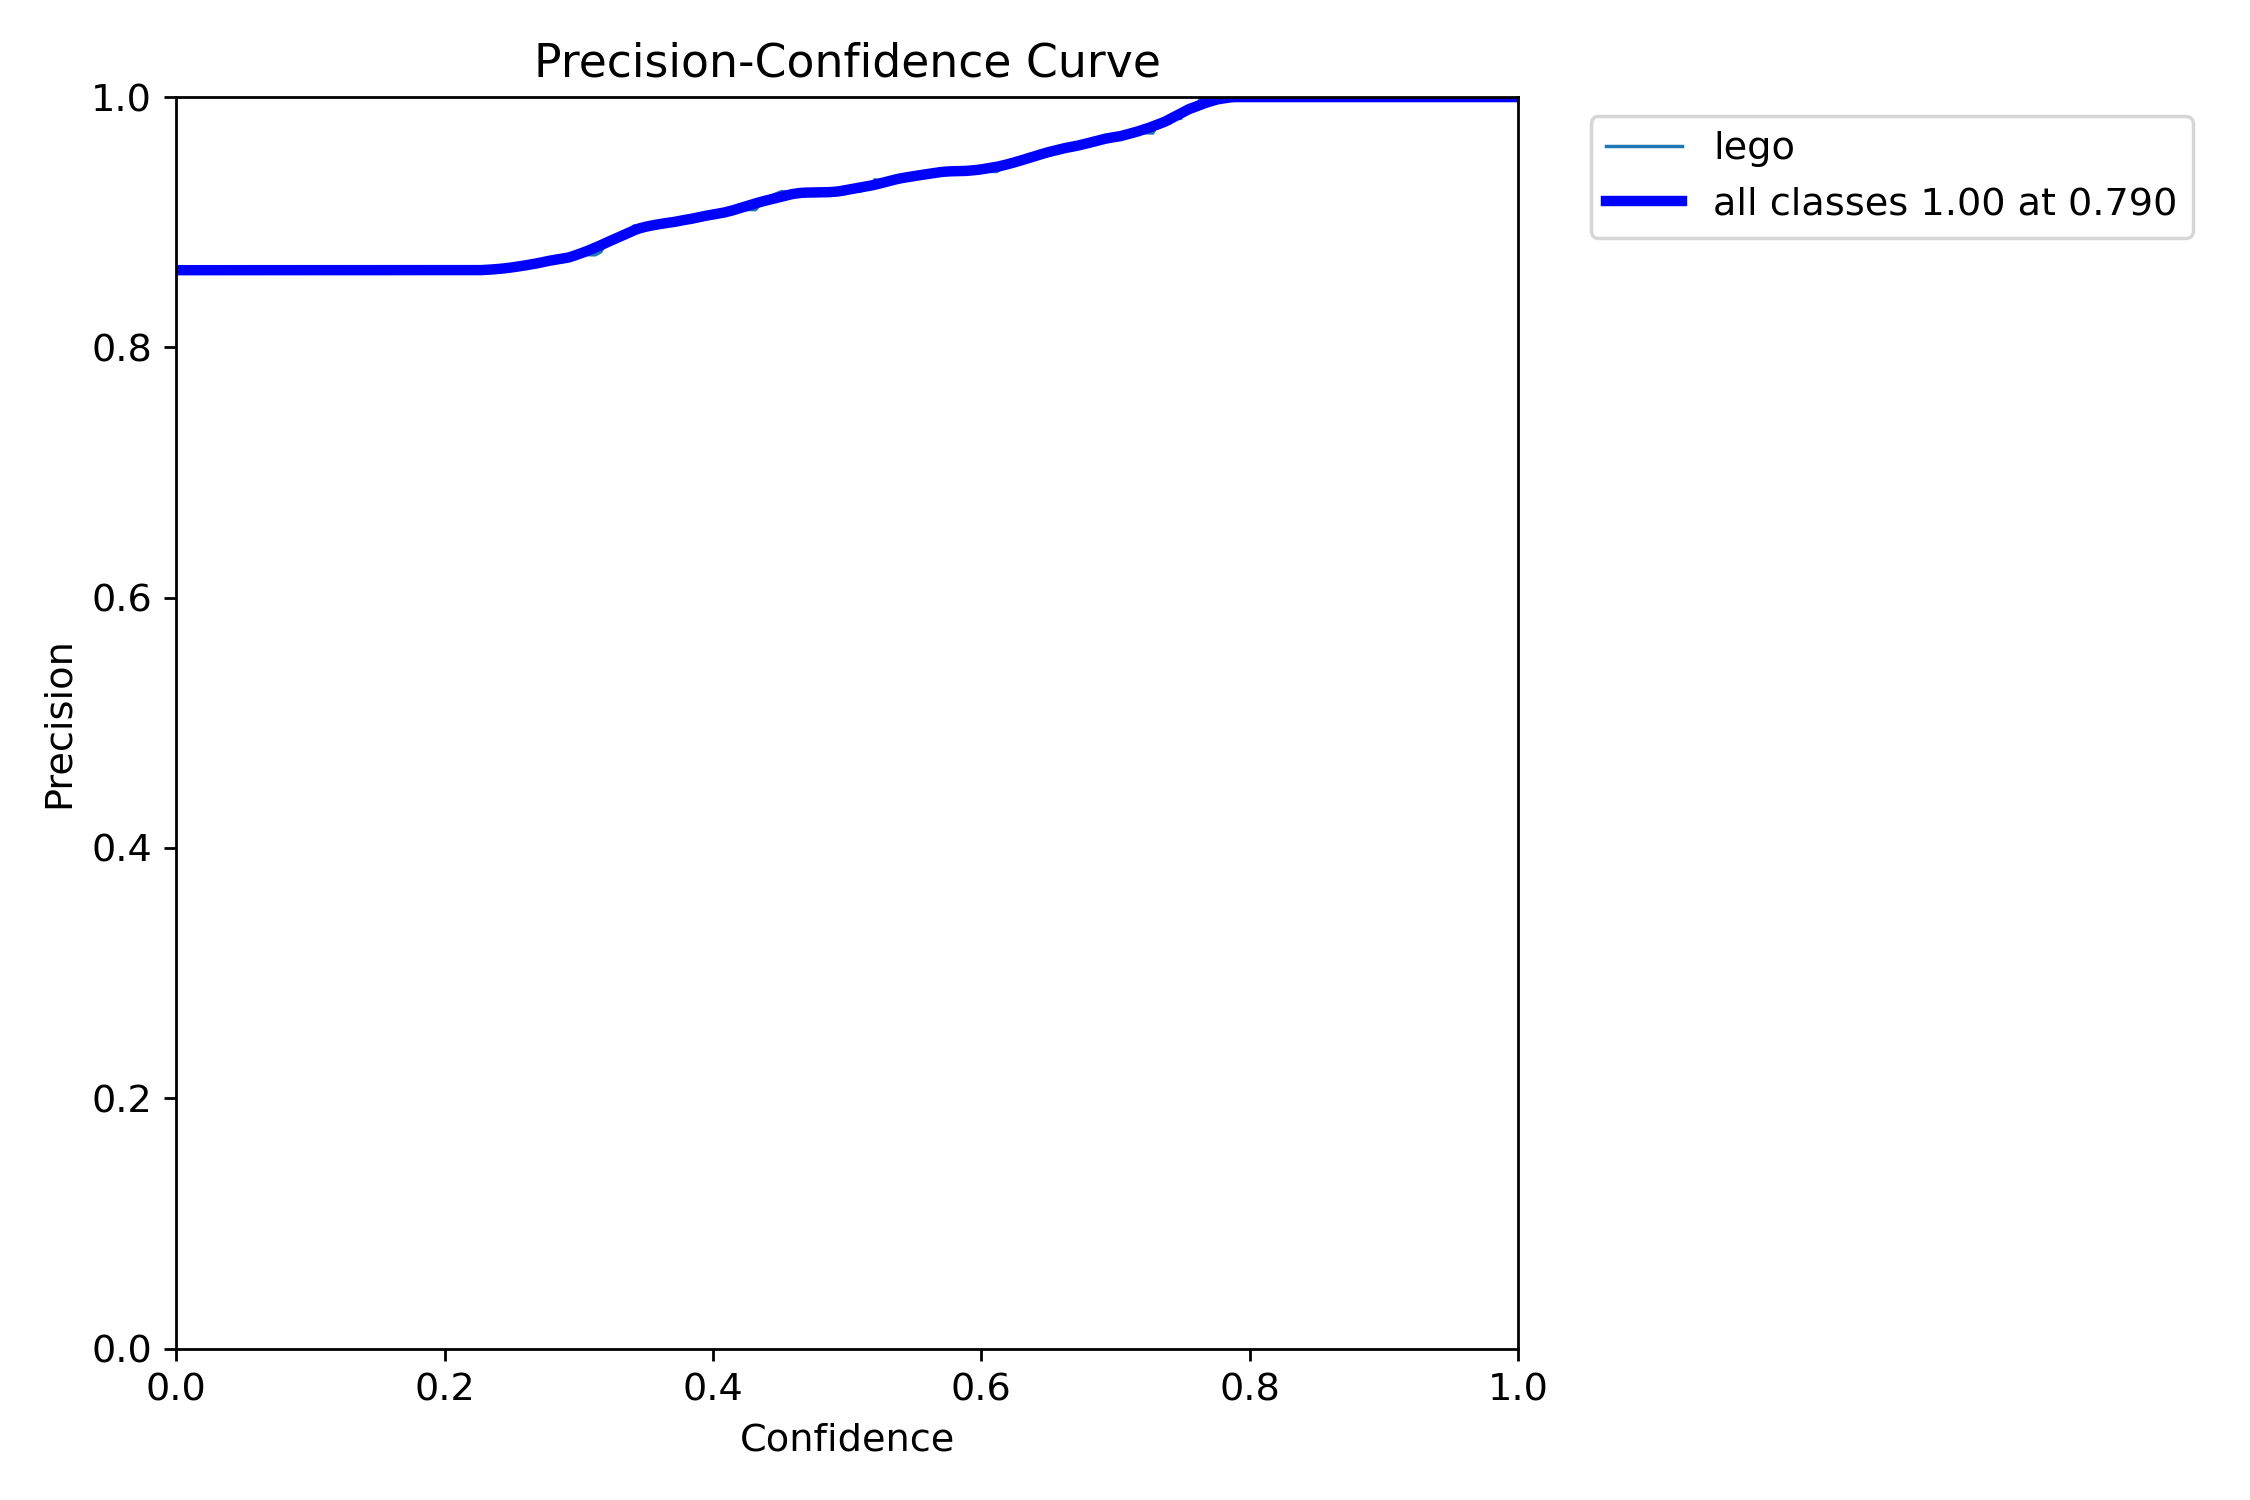 Precision-Confidence Curve
1.0
0.8
0.6
0.4
0.2
0.0
Precision
0.0 0.2 0.4 0.6 0.8 1.0
Confidence
lego
all classes 1.00 at 0.790